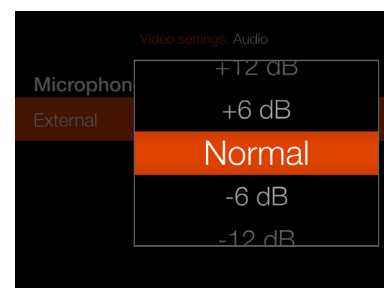 Video settings: Audio
+12 dB
Microphon
+6 dB
External
Normal
-6 dB
-12 dB